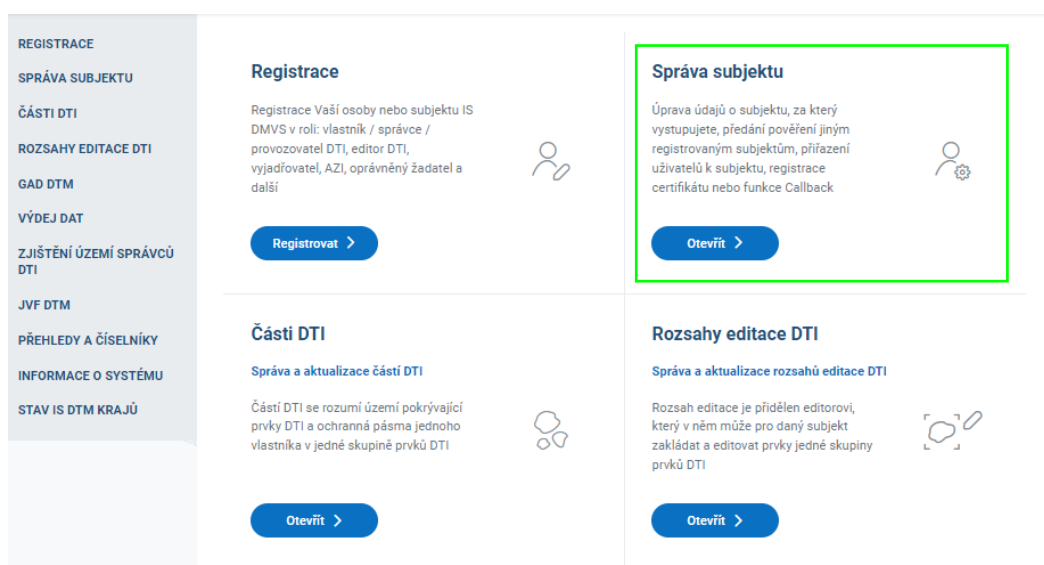 REGISTRACE
SPRÁVA SUBJEKTU
ČÁSTI DTI
ROZSAHY EDITACE DTI
GAD DTM
VÝDEJ DAT
ZJIŠTĚNÍ ÚZEMÍ SPRÁVCŮ
DTI
JVF DTM
PŘEHLEDY A ČÍSELNÍKY
INFORMACE O SYSTÉMU
STAV IS DTM KRAJŮ
Registrace
Registrace Vaší osoby nebo subjektu IS
DMVS v roli: vlastník / správce /
provozovatel DTI, editor DTI,
vyjadřovatel, AZI, oprávněný žadatel a
další
Registrovat
Správa subjektu
Úprava údajů o subjektu, za který
vystupujete, předání pověření jiným
registrovaným subjektům, přiřazení
uživatelů k subjektu, registrace
certifikátu nebo funkce Callback
Otevřít
Části DTI
Správa a aktualizace částí DTI
Částí DTI se rozumí území pokrývající
prvky DTI a ochranná pásma jednoho
vlastníka v jedné skupině prvků DTI
Otevřít
Rozsahy editace DTI
Správa a aktualizace rozsahů editace DTI
Rozsah editace je přidělen editorovi,
který v něm může pro daný subjekt
zakládat a editovat prvky jedné skupiny
prvků DTI
Otevřít